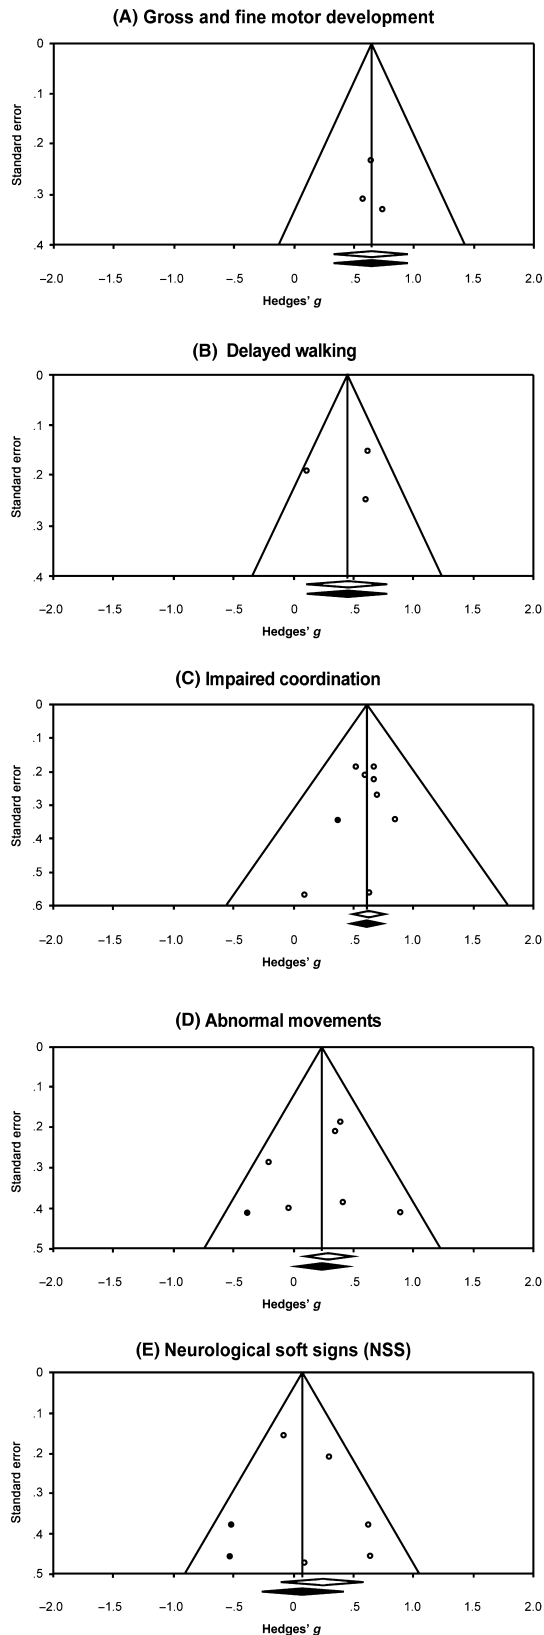 (A) Gross and fine motor development
0
.1
.2
.3
.4
Standard error
–2.0 –1.5 –1.0 –.5 0 .5 1.0 1.5 2.0
Hedges’ g
(B) Delayed walking
0
.1
.2
.3
.4
Standard error
–2.0 –1.5 –1.0 –.5 0 .5 1.0 1.5 2.0
Hedges’ g
(C) Impaired coordination
0
.1
.2
.3
.4
.5
.6
Standard error
–2.0 –1.5 –1.0 –.5 0 .5 1.0 1.5 2.0
Hedges’ g
(D) Abnormal movements
0
.1
.2
.3
.4
.5
Standard error
–2.0 –1.5 –1.0 –.5 0 .5 1.0 1.5 2.0
Hedges’ g
(E) Neurological soft signs (NSS)
0
.1
.2
.3
.4
.5
Standard error
–2.0 –1.5 –1.0 –.5 0 .5 1.0 1.5 2.0
Hedges’ g